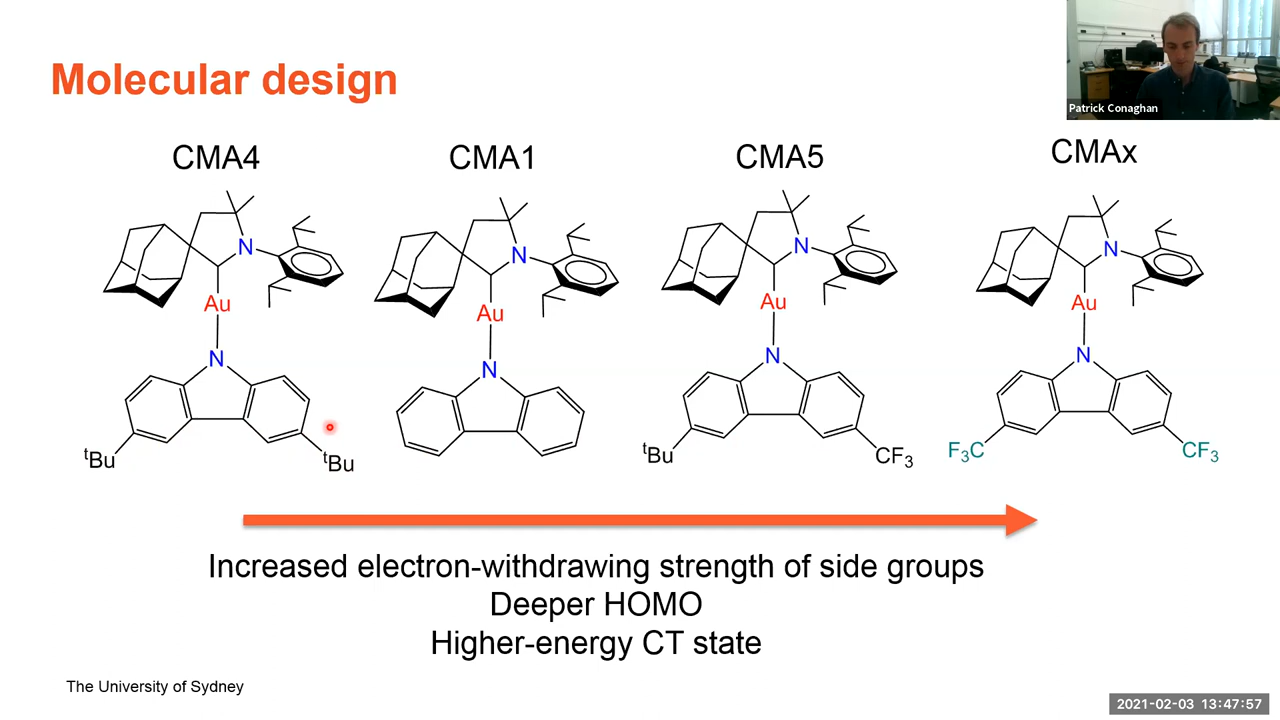 Molecular design
Patrick Conaghan
CMA4
CMA1
CMA5
CMAx
N
Au
N
ᵗBu
ᵗBu
N
Au
N
N
Au
N
ᵗBu
CF₃
N
Au
N
F₃C
CF₃
Increased electron-withdrawing strength of side groups
Deeper HOMO
Higher-energy CT state
The University of Sydney
2021-02-03 13:47:57